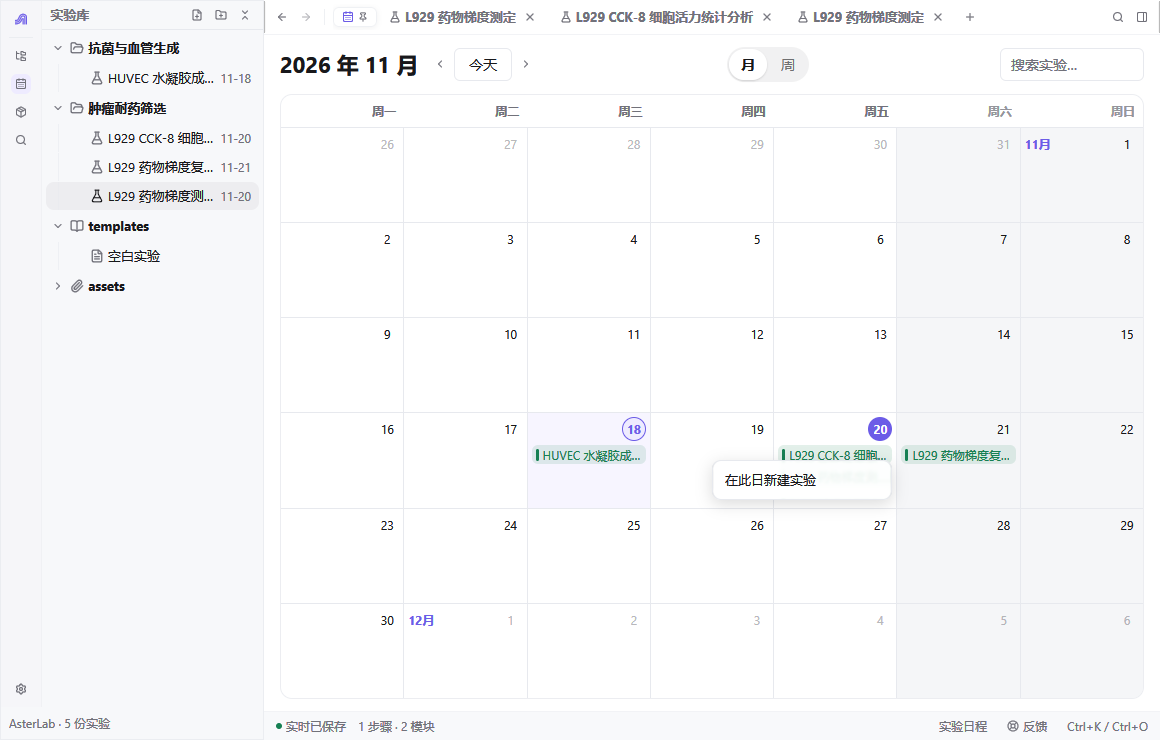 实验库
抗菌与血管生成
HUVEC 水凝胶成... 11-18
肿瘤耐药筛选
L929 CCK-8 细胞... 11-20
L929 药物梯度复... 11-21
L929 药物梯度测... 11-20
templates
空白实验
assets
AsterLab · 5 份实验
L929 药物梯度测定
L929 CCK-8 细胞活力统计分析
L929 药物梯度测定
2026 年 11 月
今天
月 周
搜索实验...
周一 周二 周三 周四 周五 周六 周日
26 27 28 29 30 31 11月 1
2 3 4 5 6 7 8
9 10 11 12 13 14 15
16 17 18 19 20 21 22
HUVEC 水凝胶成... L929 CCK-8 细胞... L929 药物梯度复...
在此日新建实验
23 24 25 26 27 28 29
30 12月 1 2 3 4 5 6
实时已保存 1 步骤 · 2 模块
实验日程 反馈 Ctrl+K / Ctrl+O